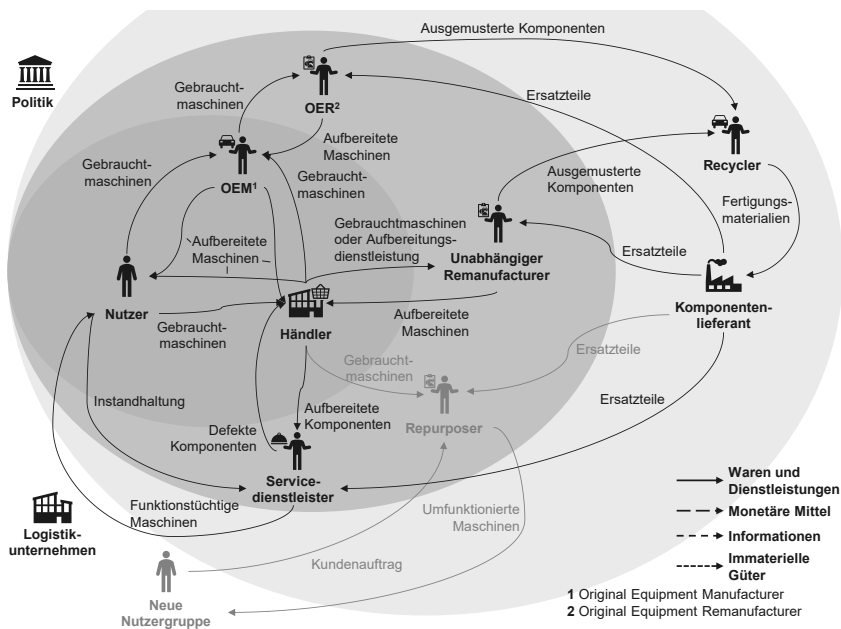 Ausgemusterte Komponenten
Politik
Gebraucht-
maschinen
OER²
Ersatzteile
Aufbereitete
Maschinen
Gebraucht-
maschinen
OEM¹
Gebraucht-
maschinen
Recycler
Ausgemusterte
Komponenten
Fertigungs-
materialien
Gebrauchtmaschinen
oder Aufbereitungs-
dienstleistung
Aufbereitete
Maschinen
Unabhängiger
Remanufacturer
Ersatzteile
Nutzer
Gebraucht-
maschinen
Händler
Aufbereitete
Maschinen
Komponenten-
lieferant
Gebraucht-
maschinen
Ersatzteile
Instandhaltung
Defekte
Komponenten
Aufbereitete
Komponenten
Repurposer
Ersatzteile
Service-
dienstleister
Funktionstüchtige
Maschinen
Umfunktionierte
Maschinen
Logistik-
unternehmen
Kundenauftrag
Neue
Nutzergruppe
Waren und
Dienstleistungen
Monetäre Mittel
Informationen
Immaterielle
Güter
1 Original Equipment Manufacturer
2 Original Equipment Remanufacturer